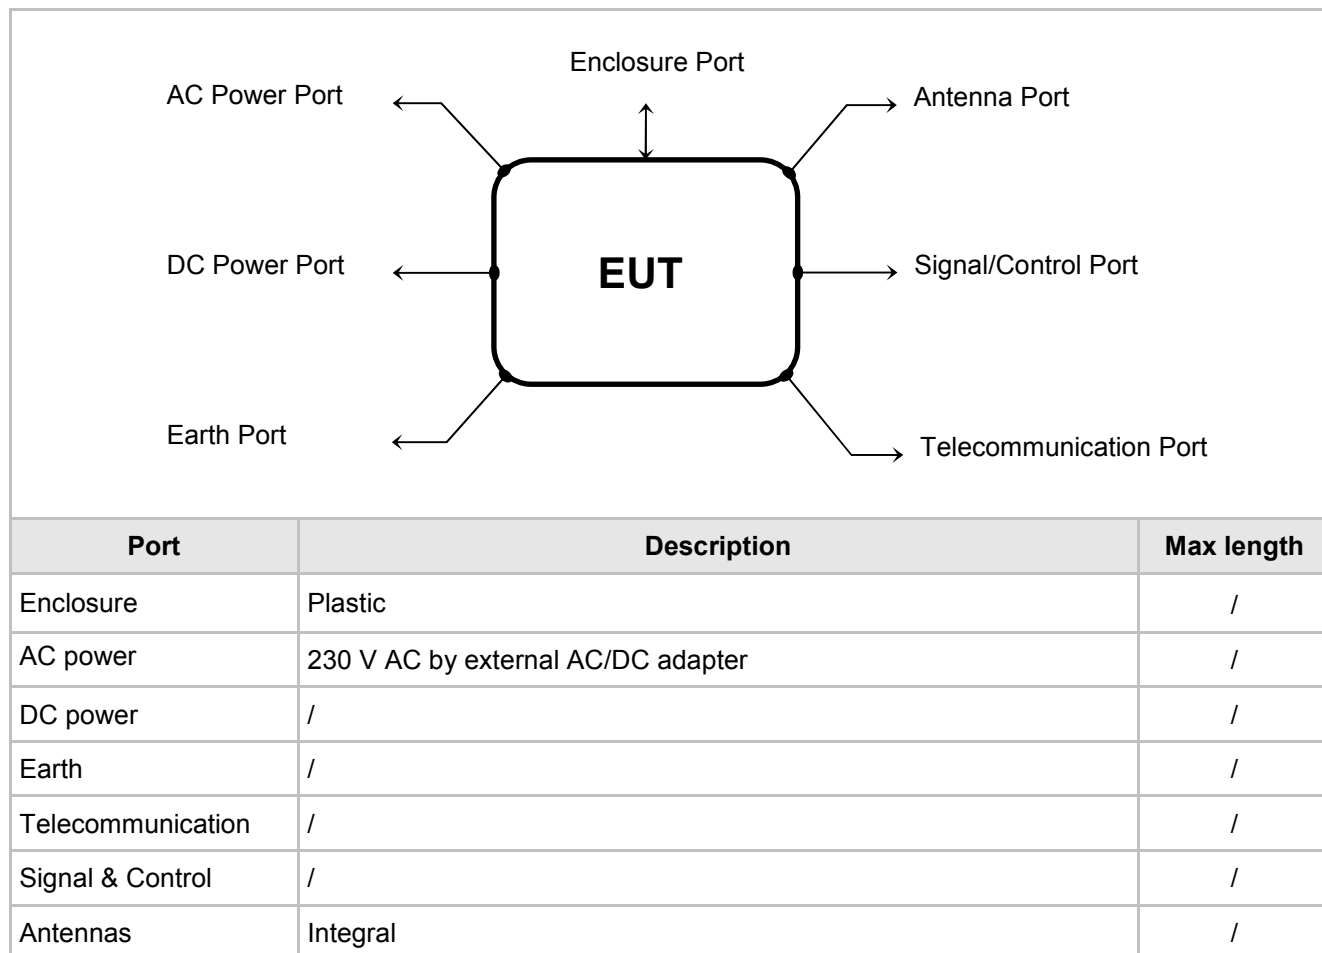 Enclosure Port
AC Power Port
Antenna Port
DC Power Port
EUT
Signal/Control Port
Earth Port
Telecommunication Port
Port Description Max length
Enclosure Plastic /
AC power 230 V AC by external AC/DC adapter /
DC power / /
Earth / /
Telecommunication / /
Signal & Control / /
Antennas Integral /